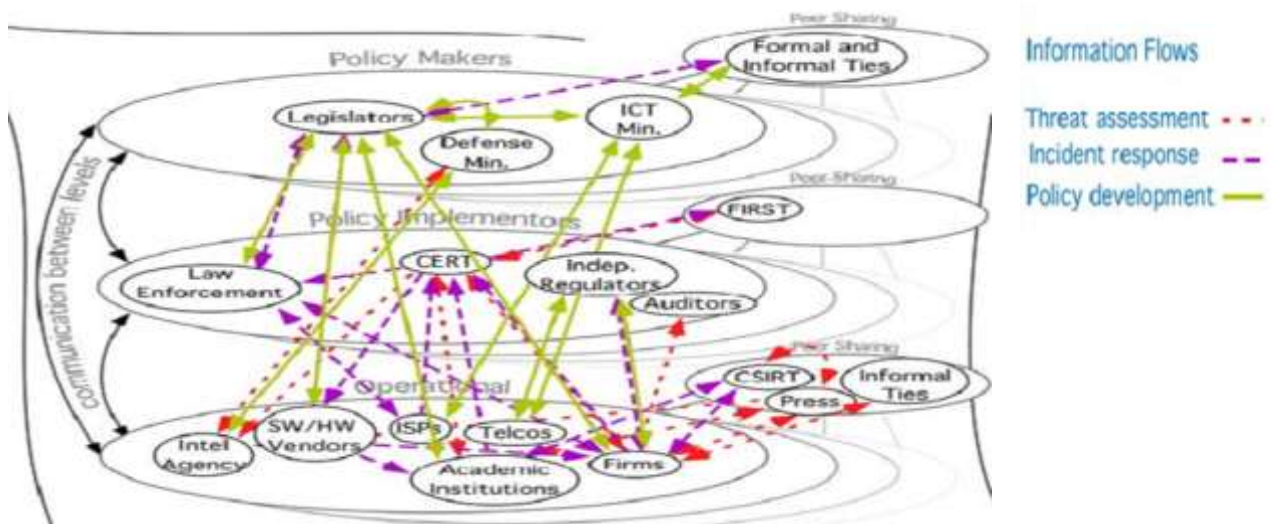 Peer Sharing
Formal and
Informal Ties
Policy Makers
Legislators
ICT
Min.
Defense
Min.
Peer-Sharing
FIRST
Policy Implementors
CERT
Law
Enforcement
Indep.
Regulators
Auditors
communication between levels
Peer Sharing
CSIRT
Informal
Ties
Press
Operational
SW/HW
Vendors
ISPs
Telcos
Intel
Agency
Academic
Institutions
Firms
Information Flows
Threat assessment
Incident response
Policy development